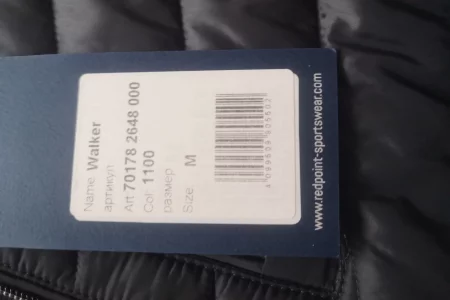 Name: Walker
артикул
Art. 70178 2648 000
Col. 1100
размер
Size. M
www.redpoint-sportswear.com